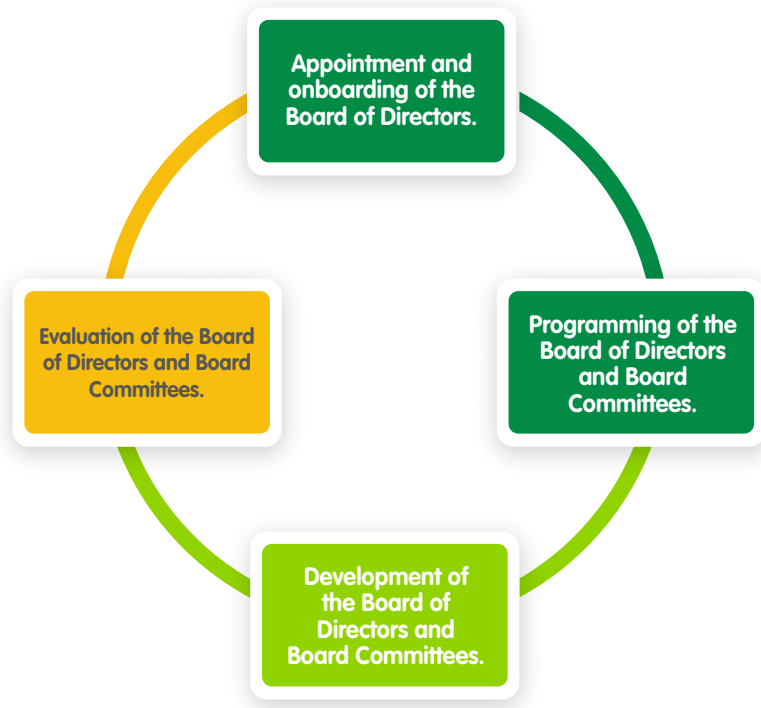 Appointment and
onboarding of the
Board of Directors.
Programming of the
Board of Directors
and Board
Committees.
Development of
the Board of
Directors and
Board Committees.
Evaluation of the Board
of Directors and Board
Committees.